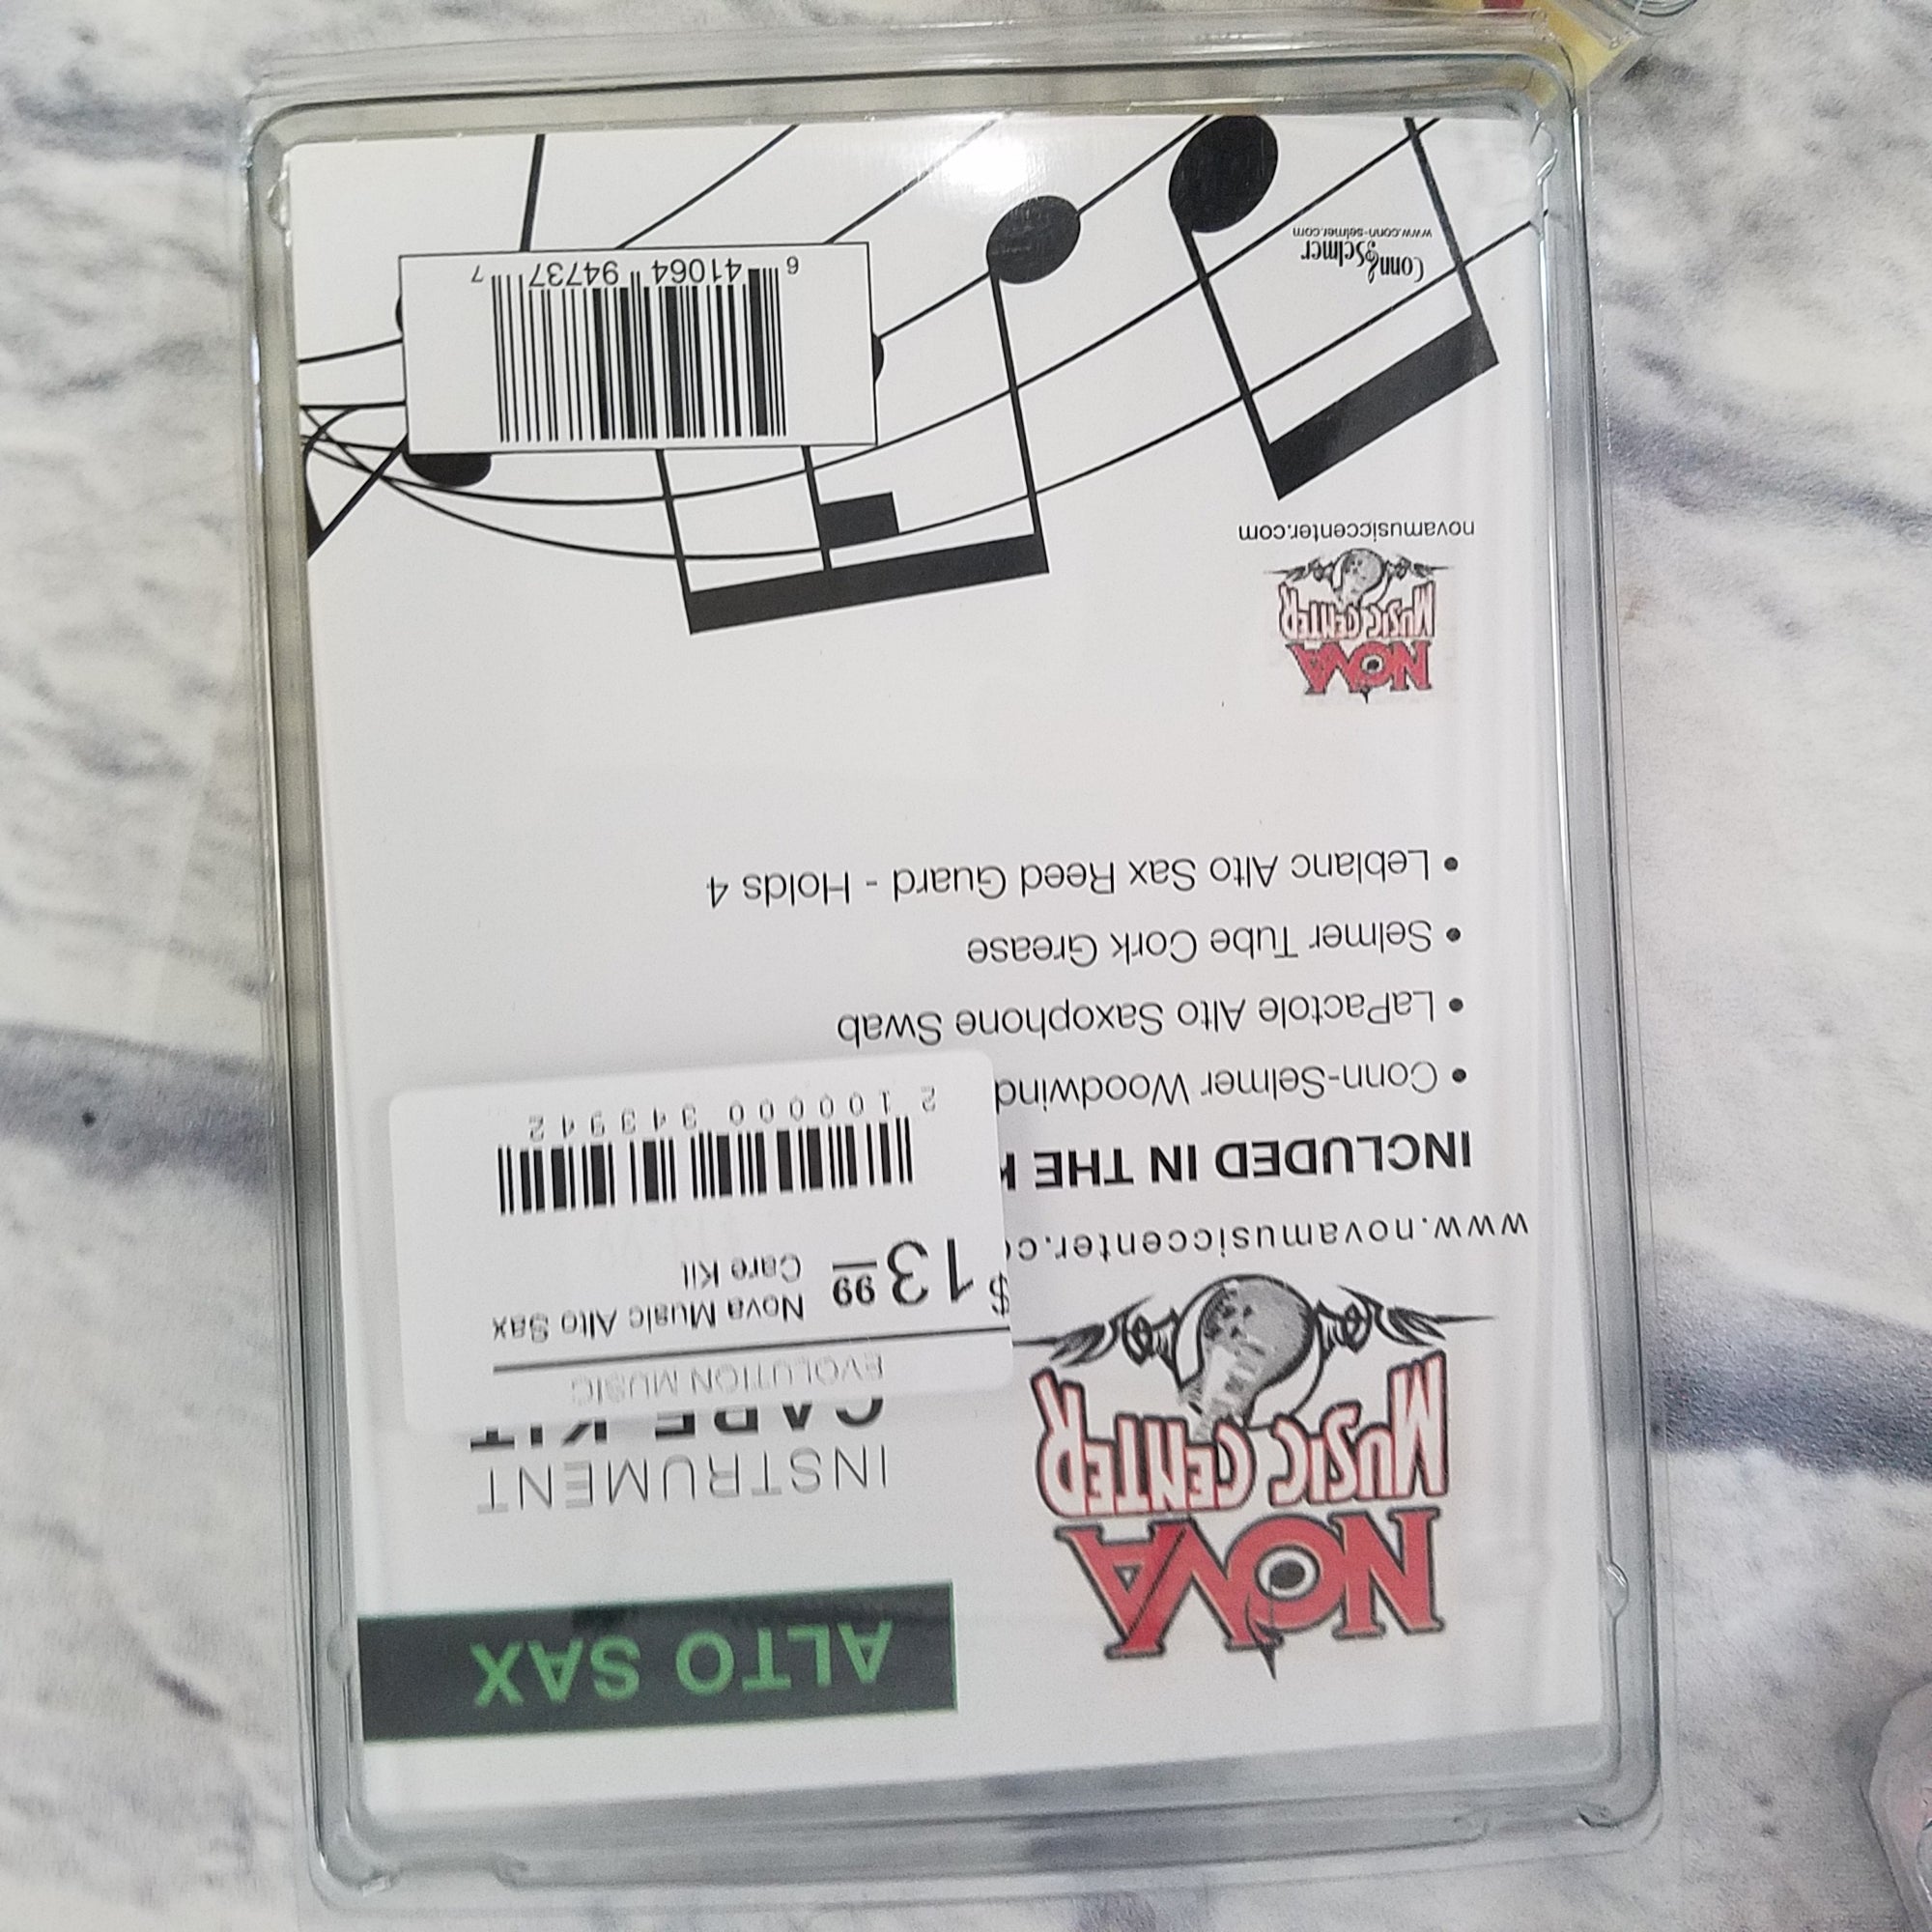 ALTO SAX
NOVA
MUSIC CENTER
INSTRUMENT
CARE KIT
EVOLUTION MUSIC
$13 99
Nova Music Alto Sax
Care Kit
2 100000 343942
www.novamusiccenter.co
INCLUDED IN THE
• Conn-Selmer Woodwind
• LaPactole Alto Saxophone Swab
• Selmer Tube Cork Grease
• Leblanc Alto Sax Reed Guard - Holds 4
NOVA
MUSIC CENTER
novamusiccenter.com
Conn&Selmer
www.conn-selmer.com
6 41064 94737 7